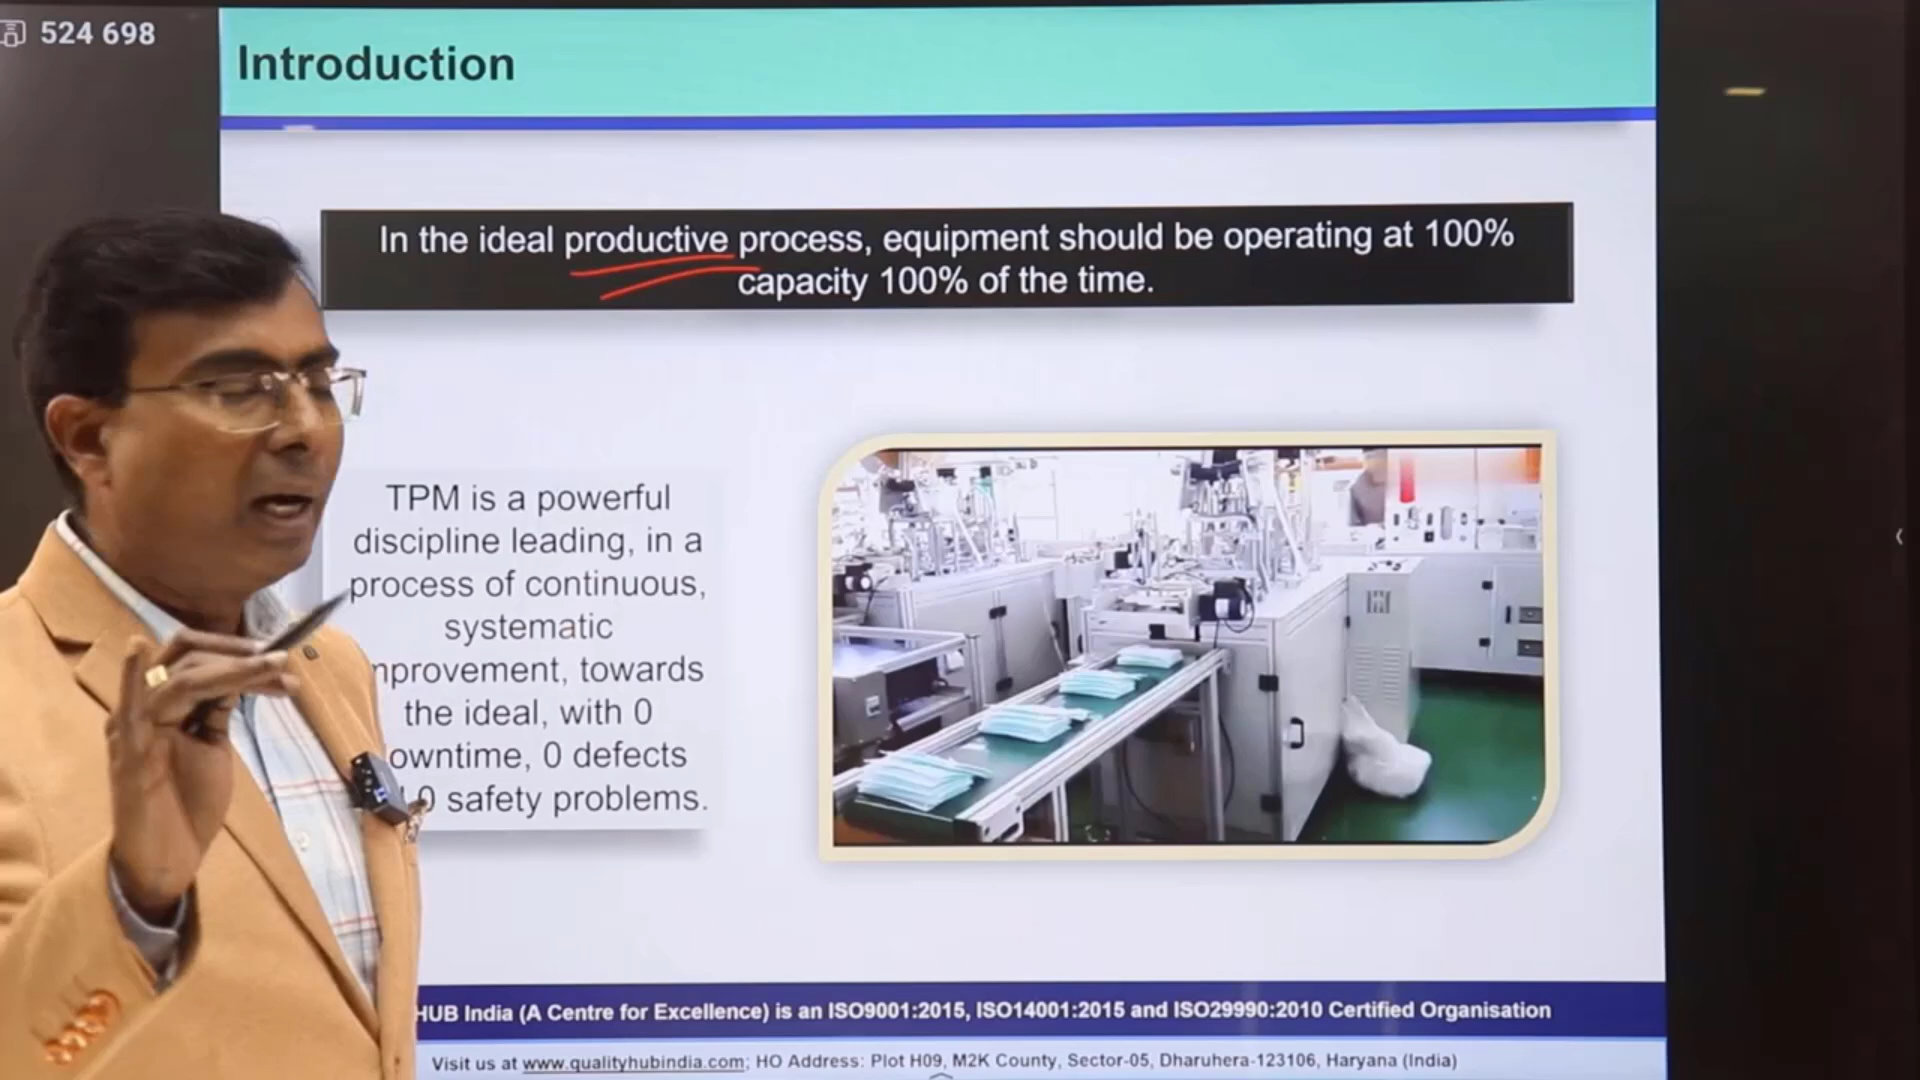 524 698
Introduction
In the ideal productive process, equipment should be operating at 100%
capacity 100% of the time.
TPM is a powerful
discipline leading, in a
process of continuous,
systematic
towards
the ideal, with 0
0 defects
0 safety problems.
HUB India (A Centre for Excellence) is an ISO9001:2015, ISO14001:2015 and ISO29990:2010 Certified Organisation
Visit us at www.qualityhubindia.com; HO Address: Plot H09, M2K County, Sector-05, Dharuhera-123106, Haryana (India)